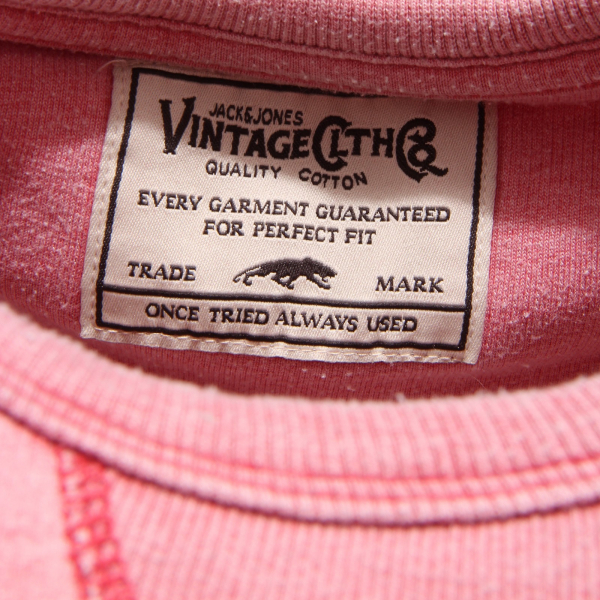 JACK&JONES
VINTAGE CLTH CO
QUALITY COTTON
EVERY GARMENT GUARANTEED
FOR PERFECT FIT
TRADE MARK
ONCE TRIED ALWAYS USED